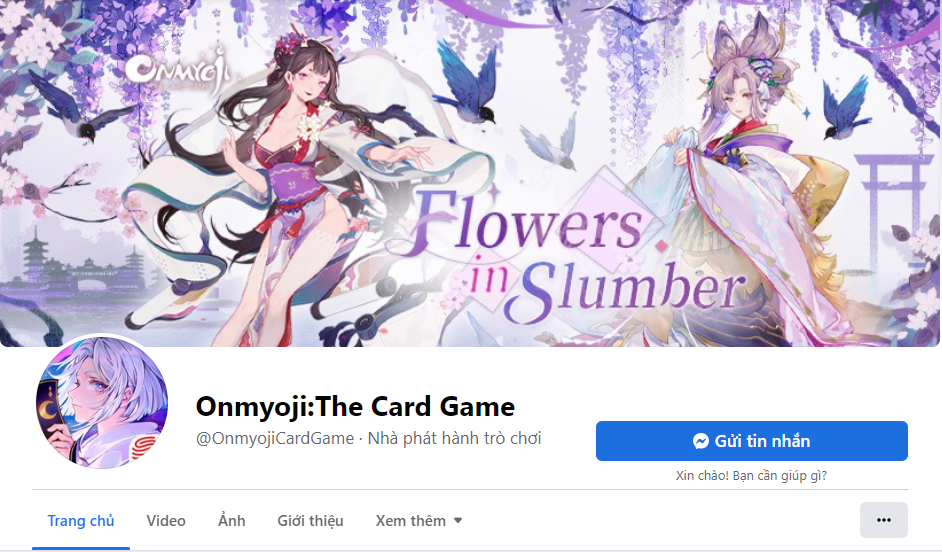 ONMYOJI
Flowers
in Slumber
Onmyoji:The Card Game
@OnmyojiCardGame · Nhà phát hành trò chơi
Gửi tin nhắn
Xin chào! Bạn cần giúp gì?
Trang chủ Video Ảnh Giới thiệu Xem thêm